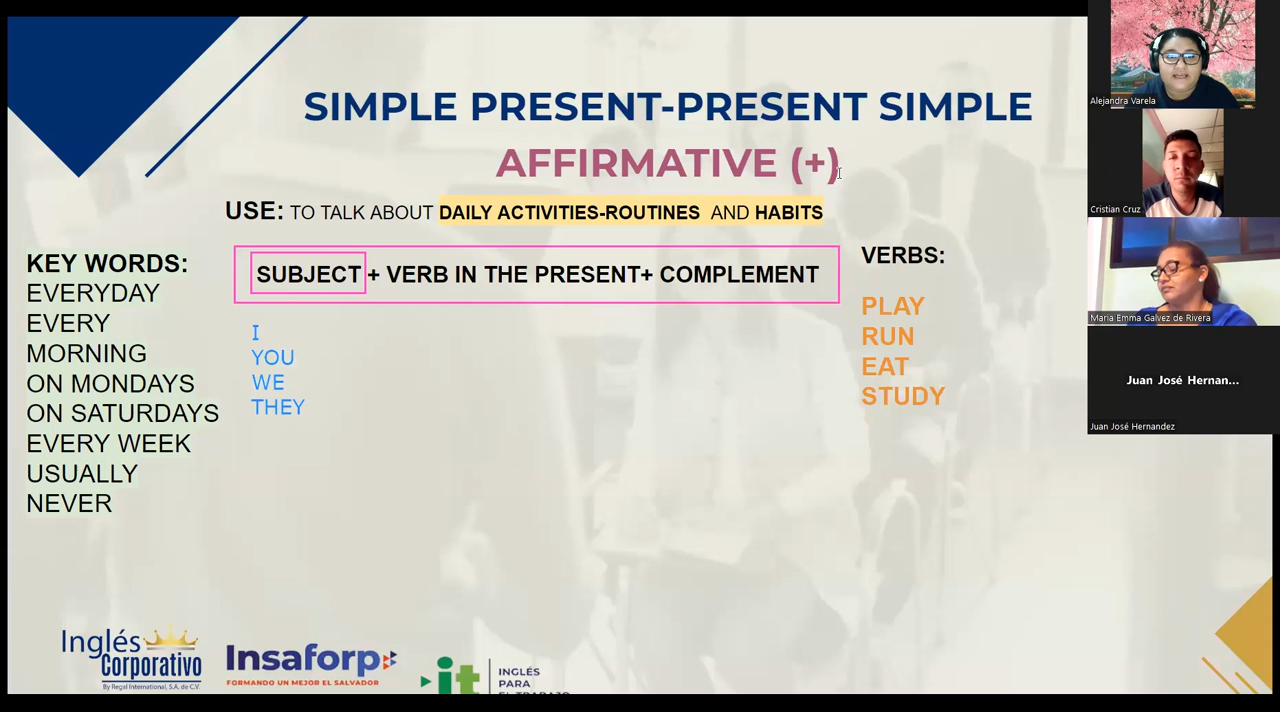 SIMPLE PRESENT-PRESENT SIMPLE
AFFIRMATIVE (+)
USE: TO TALK ABOUT DAILY ACTIVITIES-ROUTINES AND HABITS
SUBJECT + VERB IN THE PRESENT+ COMPLEMENT
KEY WORDS:
EVERYDAY
EVERY
MORNING
ON MONDAYS
ON SATURDAYS
EVERY WEEK
USUALLY
NEVER
I
YOU
WE
THEY
VERBS:
PLAY
RUN
EAT
STUDY
Alejandra Varela
Cristian Cruz
Maria Emma Galvez de Rivera
Juan José Hernan...
Juan José Hernandez
Inglés
Corporativo
By Regal International, S.A. de C.V.
Insaforp
FORMANDO UN MEJOR EL SALVADOR
it
INGLÉS
PARA
EL TRABAJO